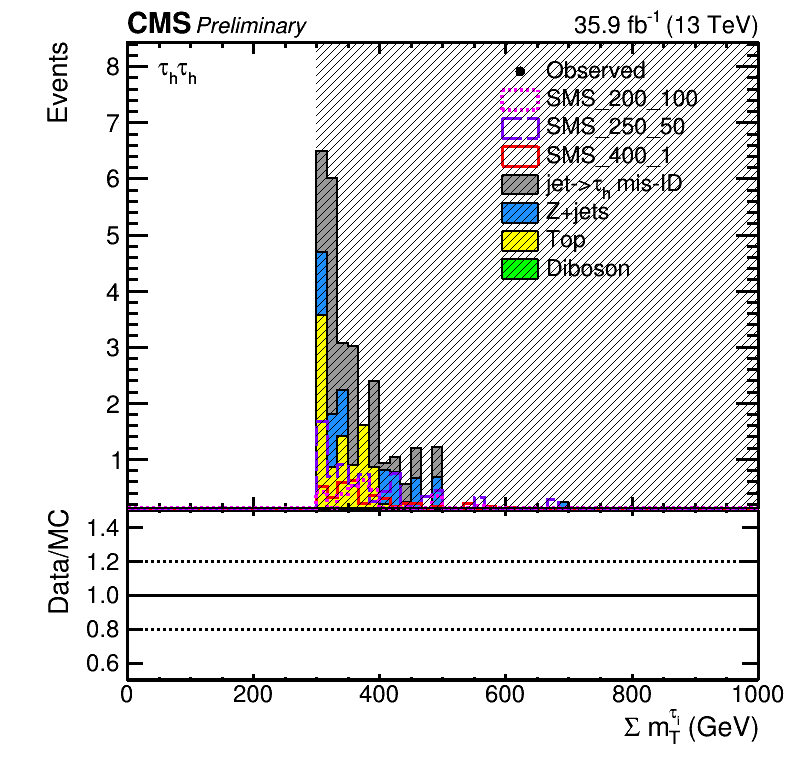 CMS Preliminary 35.9 fb⁻¹ (13 TeV)
Events
τhτh
8
7
6
5
4
3
2
1
Observed
SMS_200_100
SMS_250_50
SMS_400_1
jet->τh mis-ID
Z+jets
Top
Diboson
Data/MC
1.4
1.2
1.0
0.8
0.6
0 200 400 600 800 1000
Σ mTτi (GeV)